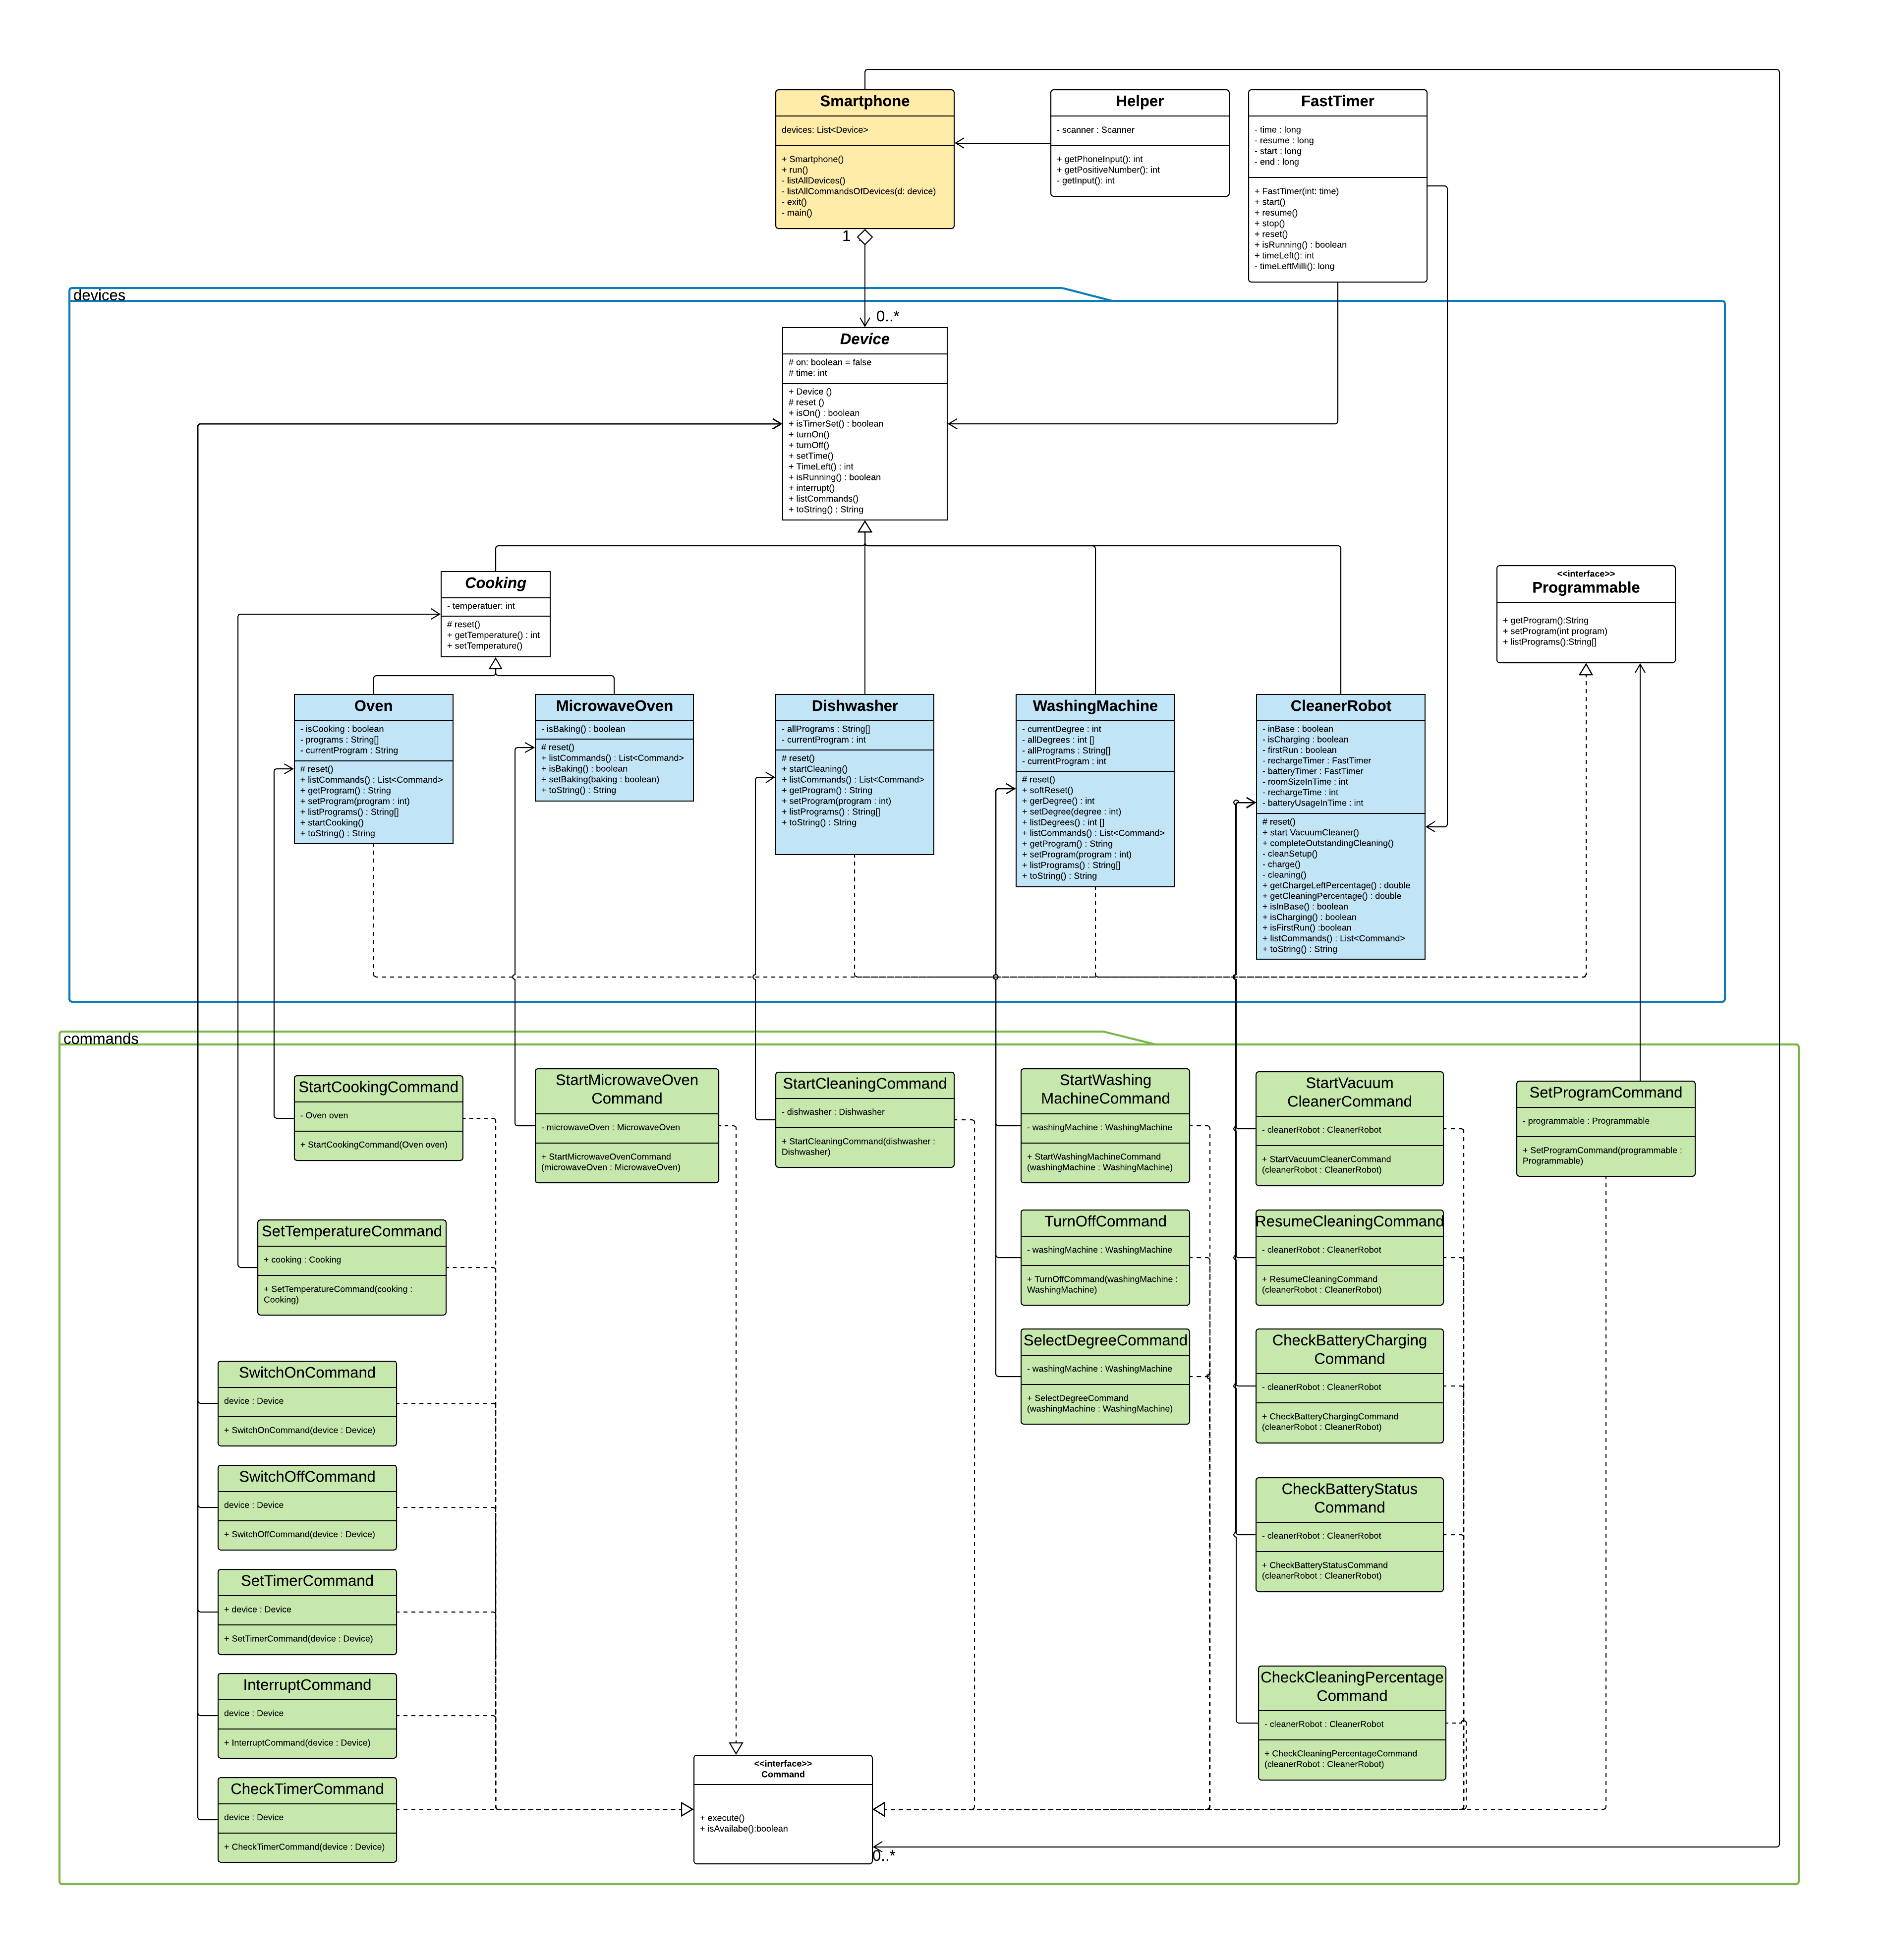 Smartphone
devices: List<Device>
+ Smartphone()
+ run()
- listAllDevices()
- listAllCommandsOfDevices(d: device)
- exit()
- main()
Helper
- scanner : Scanner
+ getPhoneInput(): int
+ getPositiveNumber(): int
- getInput(): int
FastTimer
- time : long
- resume : long
- start : long
- end : long
+ FastTimer(int: time)
+ start()
+ resume()
+ stop()
+ reset()
+ isRunning() : boolean
+ timeLeft(): int
- timeLeftMilli(): long
1
0..*
devices
Device
# on: boolean = false
# time: int
+ Device ()
# reset ()
+ isOn() : boolean
+ isTimerSet() : boolean
+ turnOn()
+ turnOff()
+ setTime()
+ TimeLeft() : int
+ isRunning() : boolean
+ interrupt()
+ listCommands()
+ toString() : String
Cooking
- temperatuer: int
# reset()
+ getTemperature() : int
+ setTemperature()
<<interface>>
Programmable
+ getProgram():String
+ setProgram(int program)
+ listPrograms():String[]
Oven
- isCooking : boolean
- programs : String[]
- currentProgram : String
# reset()
+ listCommands() : List<Command>
+ getProgram() : String
+ setProgram(program : int)
+ listPrograms() : String[]
+ startCooking()
+ toString() : String
MicrowaveOven
- isBaking() : boolean
# reset()
+ listCommands() : List<Command>
+ isBaking() : boolean
+ setBaking(baking : boolean)
+ toString() : String
Dishwasher
- allPrograms : String[]
- currentProgram : int
# reset()
+ startCleaning()
+ listCommands() : List<Command>
+ getProgram() : String
+ setProgram(program : int)
+ listPrograms() : String[]
+ toString() : String
WashingMachine
- currentDegree : int
- allDegrees : int []
- allPrograms : String[]
- currentProgram : int
# reset()
+ softReset()
+ gerDegree() : int
+ setDegree(degree : int)
+ listDegrees() : int []
+ listCommands() : List<Command>
+ getProgram() : String
+ setProgram(program : int)
+ listPrograms() : String[]
+ toString() : String
CleanerRobot
- inBase : boolean
- isCharging : boolean
- firstRun : boolean
- rechargeTimer : FastTimer
- batteryTimer : FastTimer
- roomSizeInTime : int
- rechargeTime : int
- batteryUsageInTime : int
# reset()
+ start VacuumCleaner()
+ completeOutstandingCleaning()
- cleanSetup()
- charge()
- cleaning()
+ getChargeLeftPercentage() : double
+ getCleaningPercentage() : double
+ isInBase() : boolean
+ isCharging() : boolean
+ isFirstRun() :boolean
+ listCommands() : List<Command>
+ toString() : String
commands
StartCookingCommand
- Oven oven
+ StartCookingCommand(Oven oven)
StartMicrowaveOven
Command
- microwaveOven : MicrowaveOven
+ StartMicrowaveOvenCommand
(microwaveOven : MicrowaveOven)
StartCleaningCommand
- dishwasher : Dishwasher
+ StartCleaningCommand(dishwasher :
Dishwasher)
StartWashing
MachineCommand
- washingMachine : WashingMachine
+ StartWashingMachineCommand
(washingMachine : WashingMachine)
StartVacuum
CleanerCommand
- cleanerRobot : CleanerRobot
+ StartVacuumCleanerCommand
(cleanerRobot : CleanerRobot)
SetProgramCommand
- programmable : Programmable
+ SetProgramCommand(programmable :
Programmable)
SetTemperatureCommand
+ cooking : Cooking
+ SetTemperatureCommand(cooking :
Cooking)
TurnOffCommand
- washingMachine : WashingMachine
+ TurnOffCommand(washingMachine :
WashingMachine)
ResumeCleaningCommand
- cleanerRobot : CleanerRobot
+ ResumeCleaningCommand
(cleanerRobot : CleanerRobot)
SelectDegreeCommand
- washingMachine : WashingMachine
+ SelectDegreeCommand
(washingMachine : WashingMachine)
CheckBatteryCharging
Command
- cleanerRobot : CleanerRobot
+ CheckBatteryChargingCommand
(cleanerRobot : CleanerRobot)
SwitchOnCommand
device : Device
+ SwitchOnCommand(device : Device)
SwitchOffCommand
device : Device
+ SwitchOffCommand(device : Device)
CheckBatteryStatus
Command
- cleanerRobot : CleanerRobot
+ CheckBatteryStatusCommand
(cleanerRobot : CleanerRobot)
SetTimerCommand
+ device : Device
+ SetTimerCommand(device : Device)
InterruptCommand
device : Device
+ InterruptCommand(device : Device)
CheckCleaningPercentage
Command
- cleanerRobot : CleanerRobot
+ CheckCleaningPercentageCommand
(cleanerRobot : CleanerRobot)
CheckTimerCommand
device : Device
+ CheckTimerCommand(device : Device)
<<interface>>
Command
+ execute()
+ isAvailabe():boolean
0..*